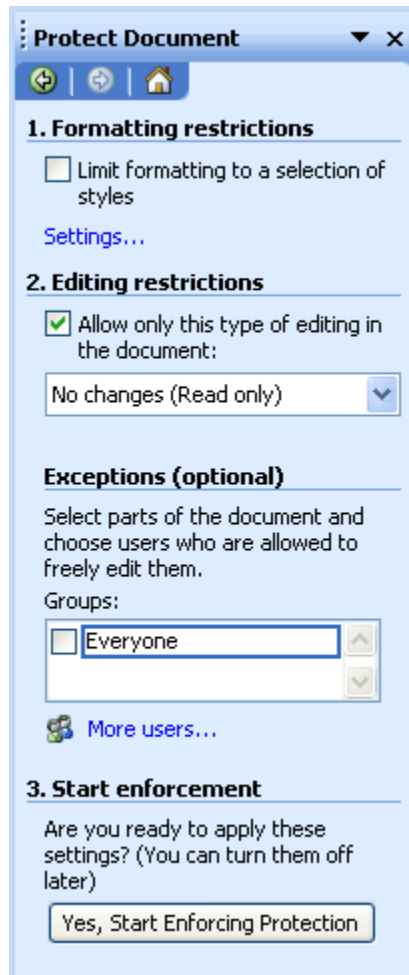 Protect Document
1. Formatting restrictions
Limit formatting to a selection of
styles
Settings...
2. Editing restrictions
Allow only this type of editing in
the document:
No changes (Read only)
Exceptions (optional)
Select parts of the document and
choose users who are allowed to
freely edit them.
Groups:
Everyone
More users...
3. Start enforcement
Are you ready to apply these
settings? (You can turn them off
later)
Yes, Start Enforcing Protection